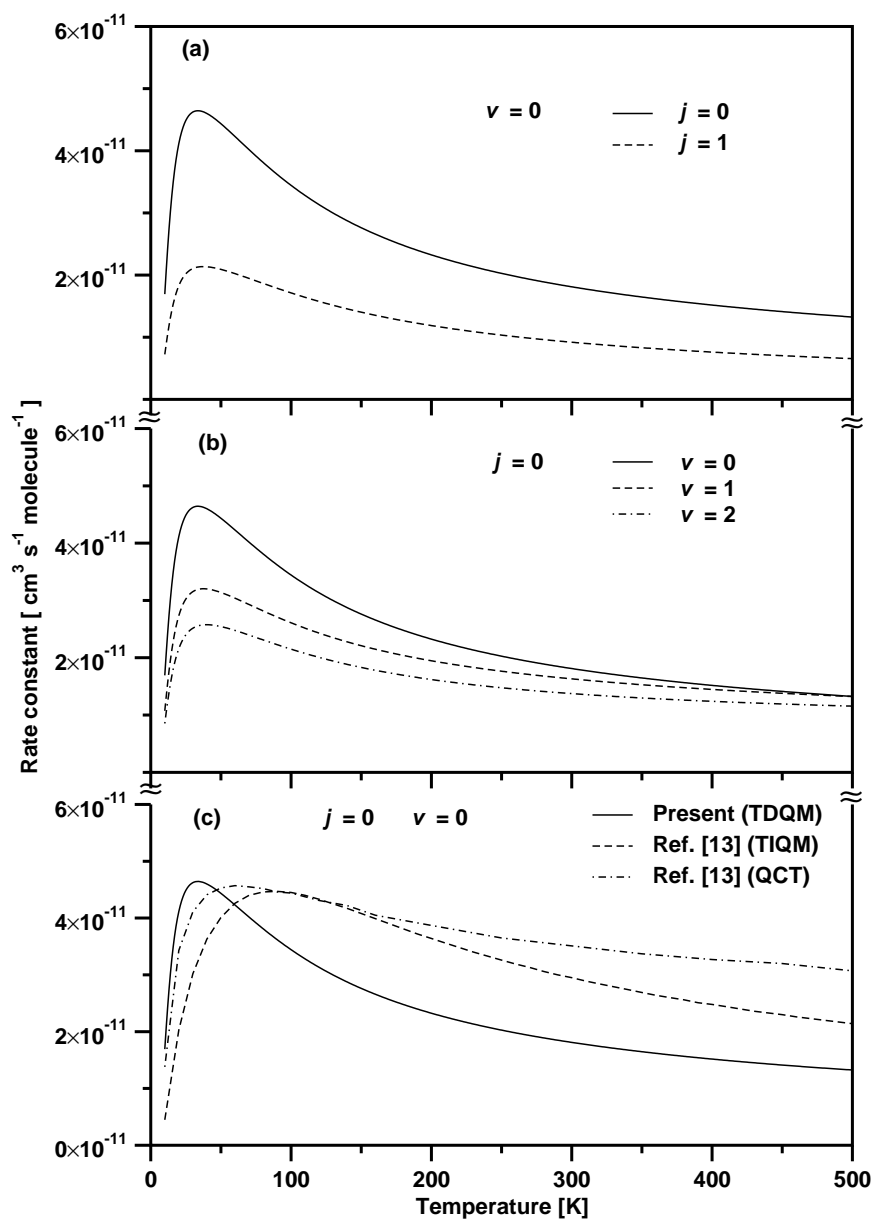 Rate constant [ cm³ s⁻¹ molecule⁻¹ ]
6×10⁻¹¹
4×10⁻¹¹
2×10⁻¹¹
(a)
v = 0
j = 0
j = 1
≈ ≈
6×10⁻¹¹
4×10⁻¹¹
2×10⁻¹¹
(b)
j = 0
v = 0
v = 1
v = 2
≈ ≈
6×10⁻¹¹
4×10⁻¹¹
2×10⁻¹¹
0×10⁻¹¹
(c)
j = 0 v = 0
Present (TDQM)
Ref. [13] (TIQM)
Ref. [13] (QCT)
0 100 200 300 400 500
Temperature [K]